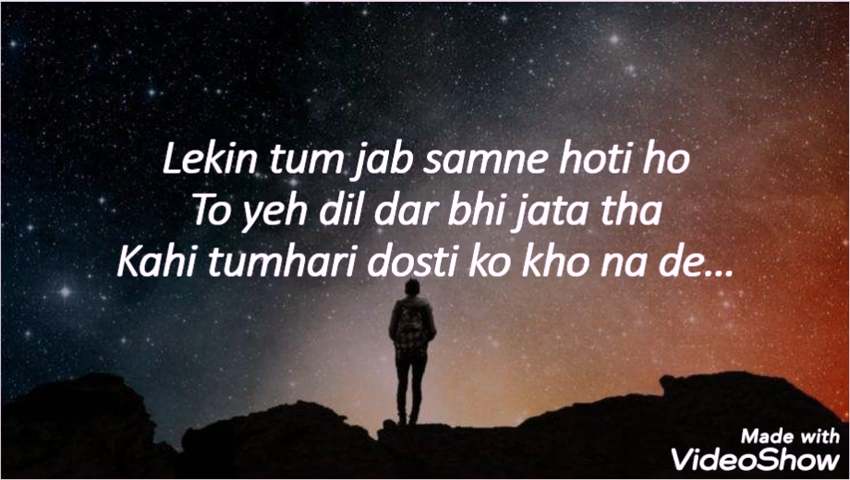 Lekin tum jab samne hoti ho
To yeh dil dar bhi jata tha
Kahi tumhari dosti ko kho na de...
Made with
VideoShow